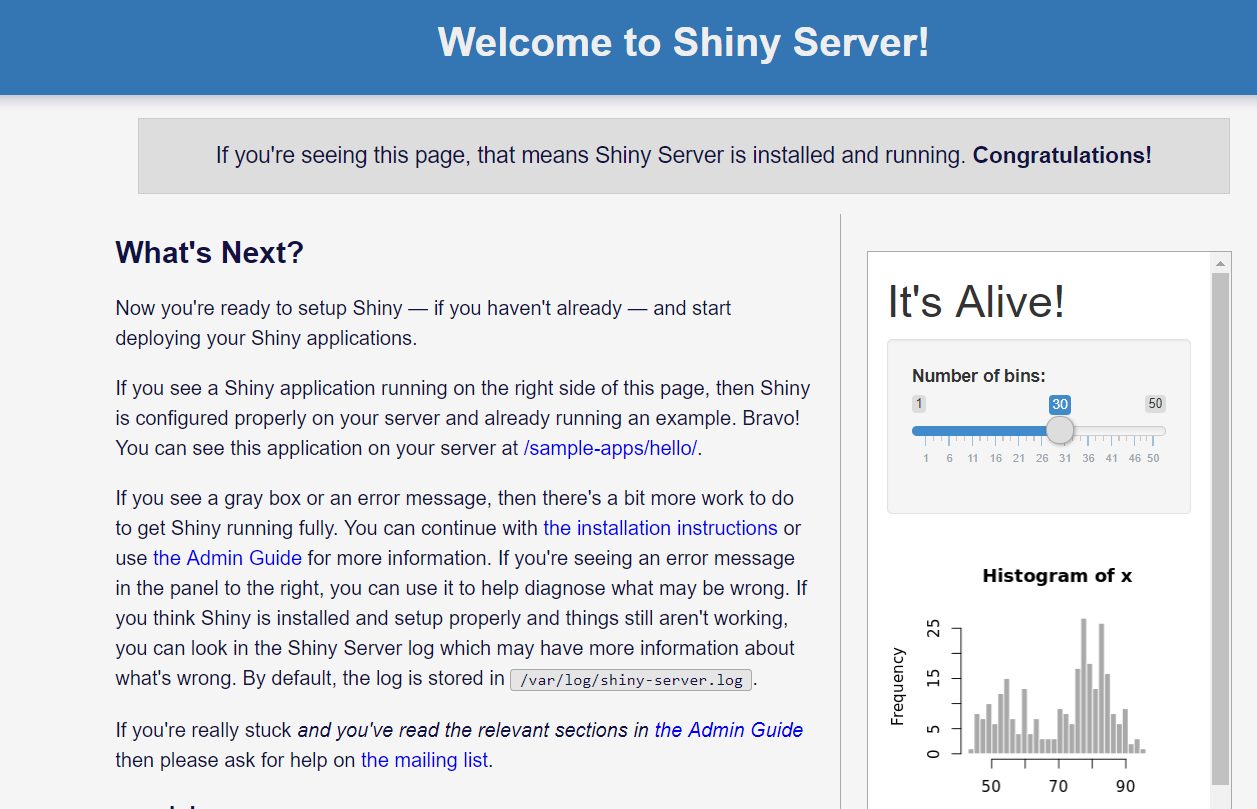 Welcome to Shiny Server!
If you're seeing this page, that means Shiny Server is installed and running. Congratulations!
What's Next?
Now you're ready to setup Shiny — if you haven't already — and start
deploying your Shiny applications.
If you see a Shiny application running on the right side of this page, then Shiny
is configured properly on your server and already running an example. Bravo!
You can see this application on your server at /sample-apps/hello/.
If you see a gray box or an error message, then there's a bit more work to do
to get Shiny running fully. You can continue with the installation instructions or
use the Admin Guide for more information. If you're seeing an error message
in the panel to the right, you can use it to help diagnose what may be wrong. If
you think Shiny is installed and setup properly and things still aren't working,
you can look in the Shiny Server log which may have more information about
what's wrong. By default, the log is stored in /var/log/shiny-server.log.
If you're really stuck and you've read the relevant sections in the Admin Guide
then please ask for help on the mailing list.
It's Alive!
Number of bins:
1 30 50
1 6 11 16 21 26 31 36 41 46 50
Histogram of x
Frequency
25
15
5
0
50 70 90